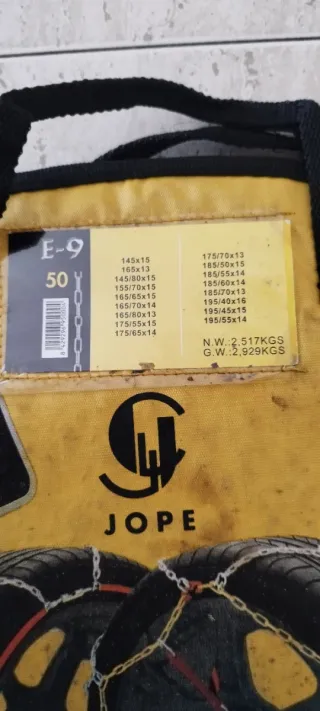 E-9
50
145x15
165x13
145/80x15
155/70x15
165/65x15
165/70x14
165/80x13
175/55x15
175/65x14
175/70x13
185/50x15
185/55x14
185/60x14
185/70x13
195/40x16
195/45x15
195/55x14
N.W.:2,517KGS
G.W.:2,929KGS
JOPE